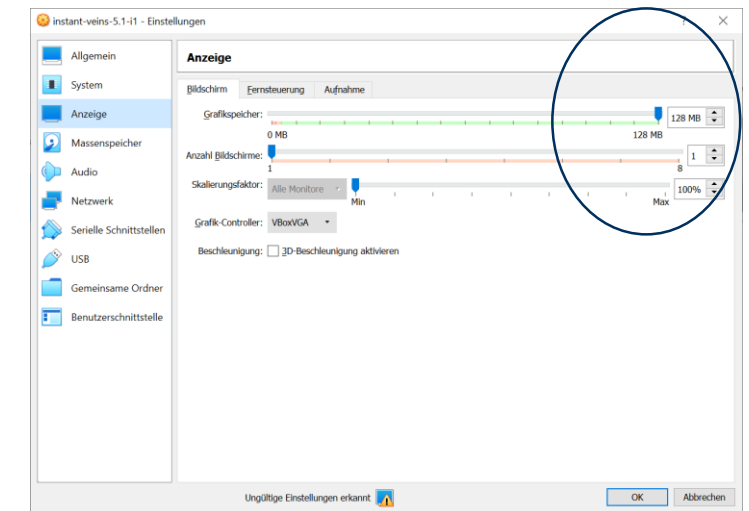 instant-veins-5.1-i1 - Einstellungen
?
Allgemein
System
Anzeige
Massenspeicher
Audio
Netzwerk
Serielle Schnittstellen
USB
Gemeinsame Ordner
Benutzerschnittstelle
Anzeige
Bildschirm Fernsteuerung Aufnahme
Grafikspeicher: 128 MB
0 MB 128 MB
Anzahl Bildschirme: 1
1 8
Skalierungsfaktor: Alle Monitore 100%
Min Max
Grafik-Controller: VBoxVGA
Beschleunigung: 3D-Beschleunigung aktivieren
Ungültige Einstellungen erkannt
OK Abbrechen